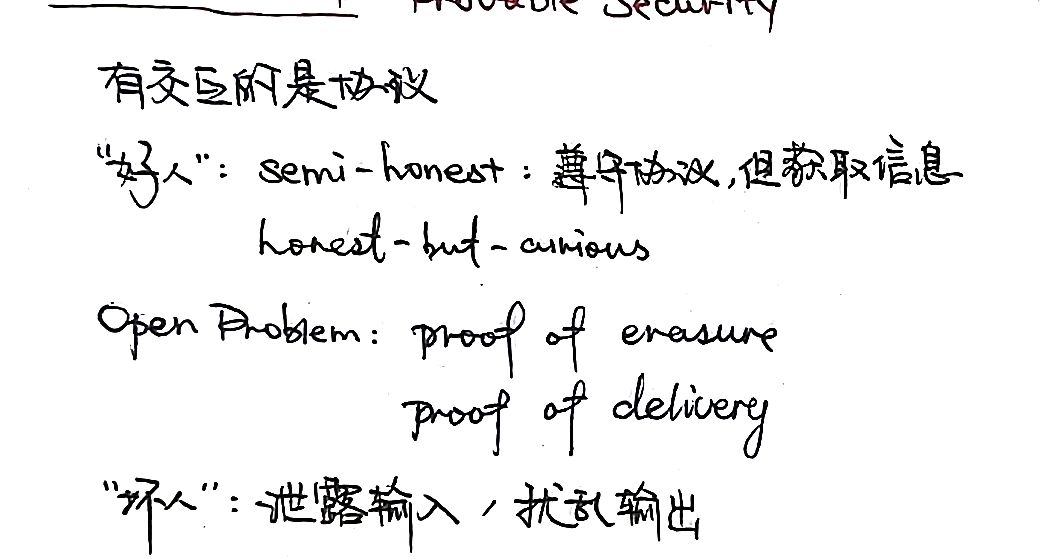 Provable Security
有交互的是协议
“好人”: semi-honest: 遵守协议,但获取信息
honest-but-curious
Open Problem: proof of erasure
proof of delivery
“坏人”: 泄露输入 / 扰乱输出